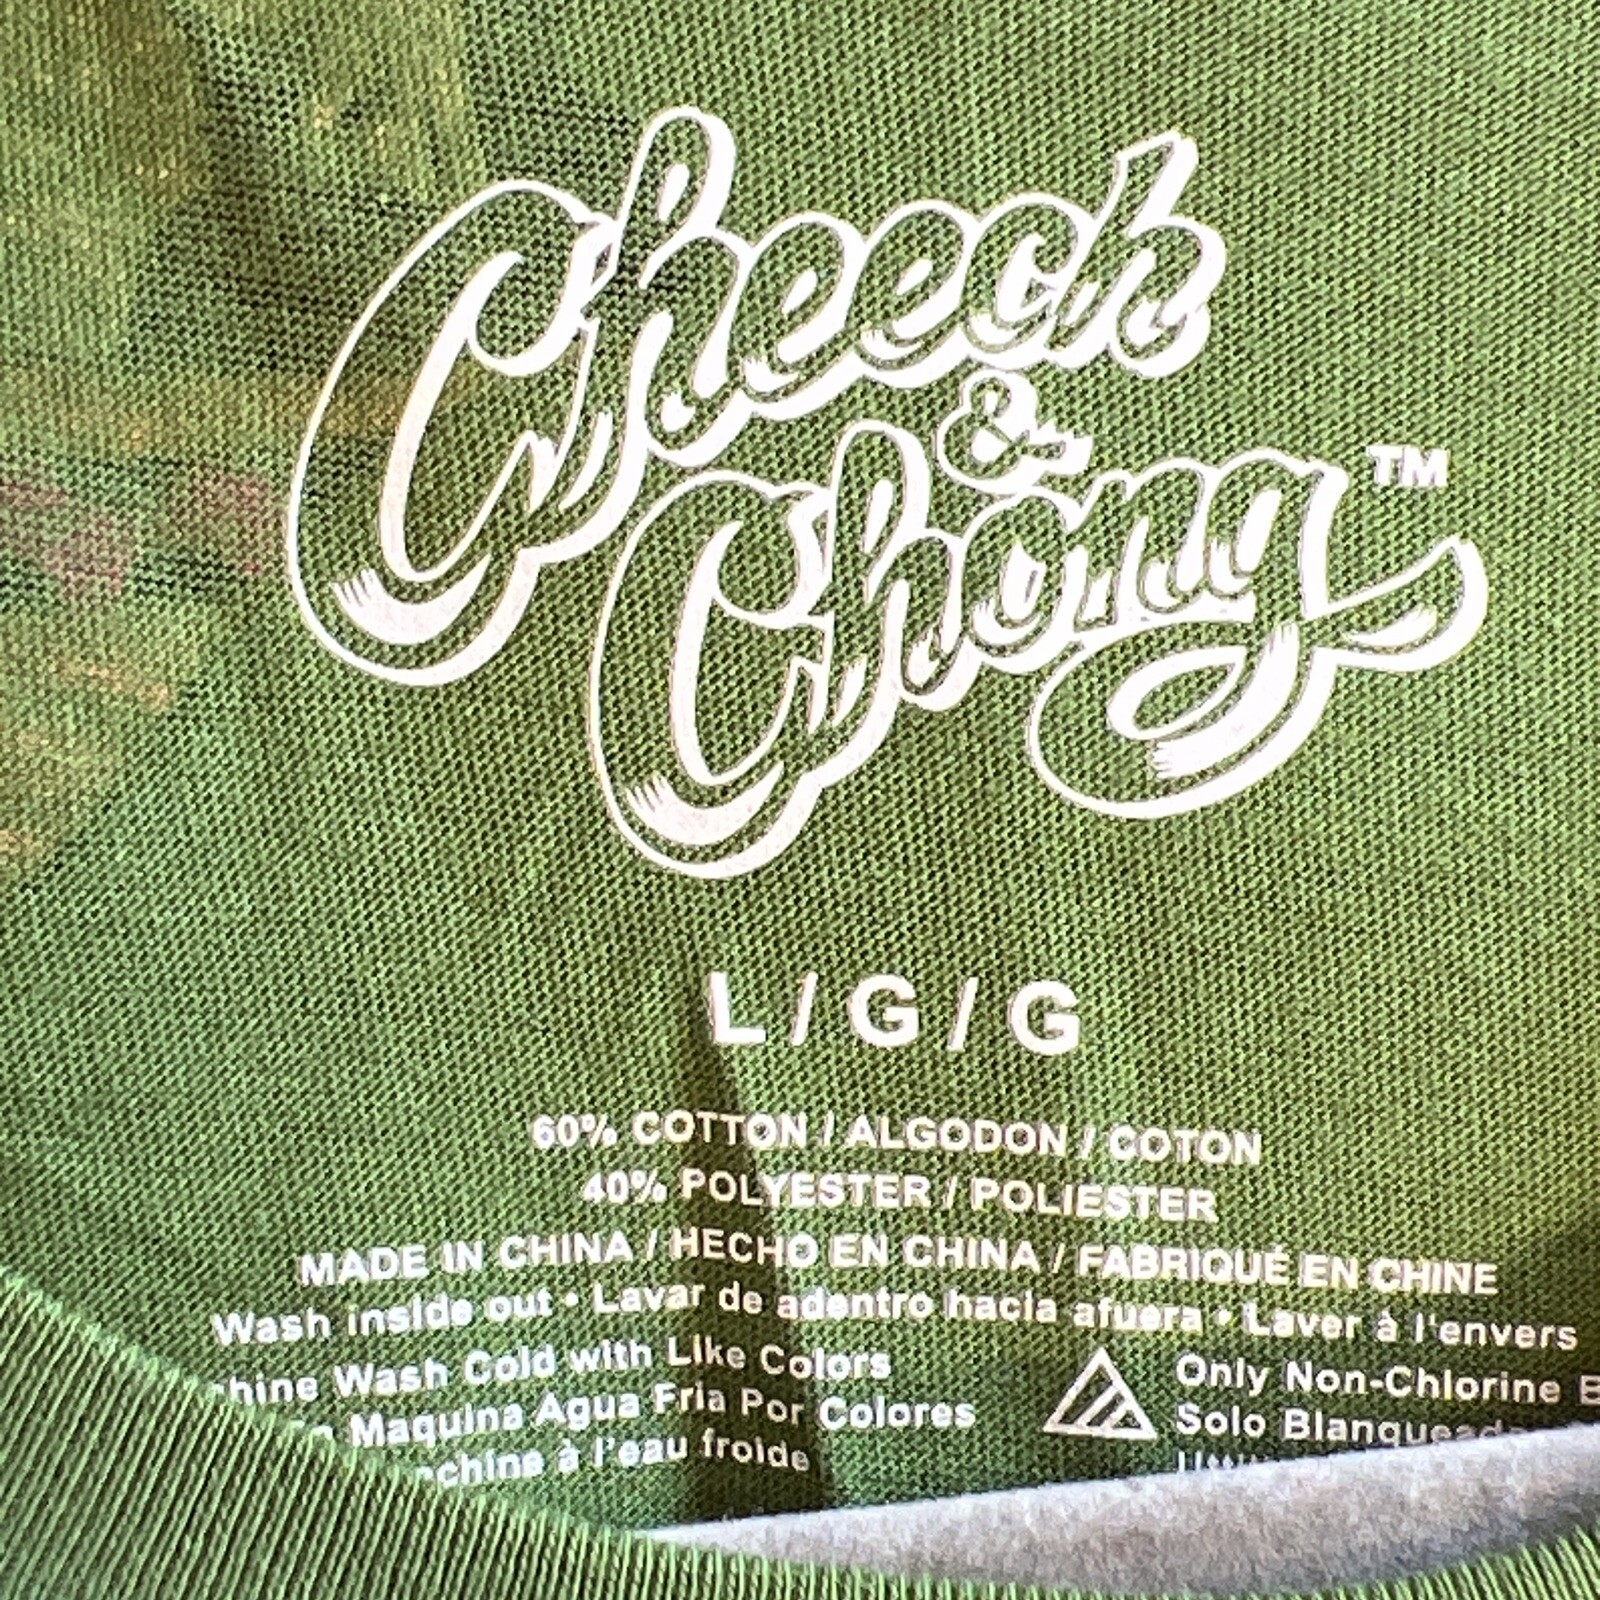 Cheech
&
Chong™
L / G / G
60% COTTON / ALGODON / COTON
40% POLYESTER / POLIESTER
MADE IN CHINA / HECHO EN CHINA / FABRIQUÉ EN CHINE
Wash inside out • Lavar de adentro hacia afuera • Laver à l'envers
Wash Cold with Like Colors
Maquina Agua Fria Por Colores
à l'eau froide
Only Non-Chlorine
Solo